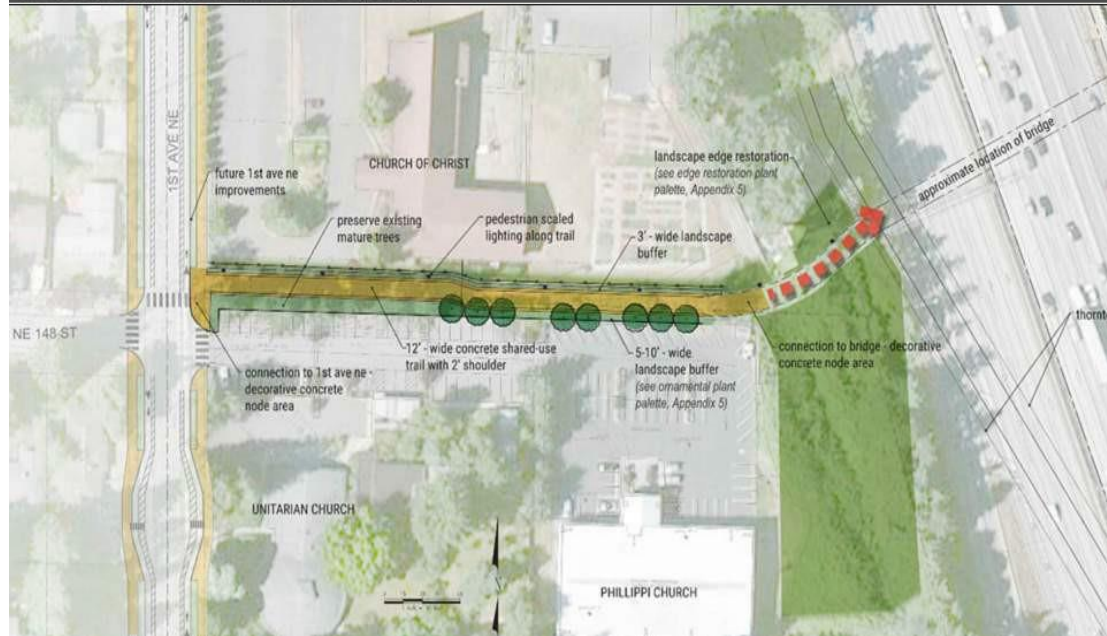 1ST AVE NE
future 1st ave ne
improvements
CHURCH OF CHRIST
preserve existing
mature trees
pedestrian scaled
lighting along trail
landscape edge restoration
(see edge restoration plant
palette, Appendix 5)
3' - wide landscape
buffer
approximate location of bridge
NE 148 ST
connection to 1st ave ne -
decorative concrete
node area
12' - wide concrete shared-use
trail with 2' shoulder
5-10' - wide
landscape buffer
(see ornamental plant
palette, Appendix 5)
connection to bridge - decorative
concrete node area
thornt
UNITARIAN CHURCH
PHILLIPPI CHURCH